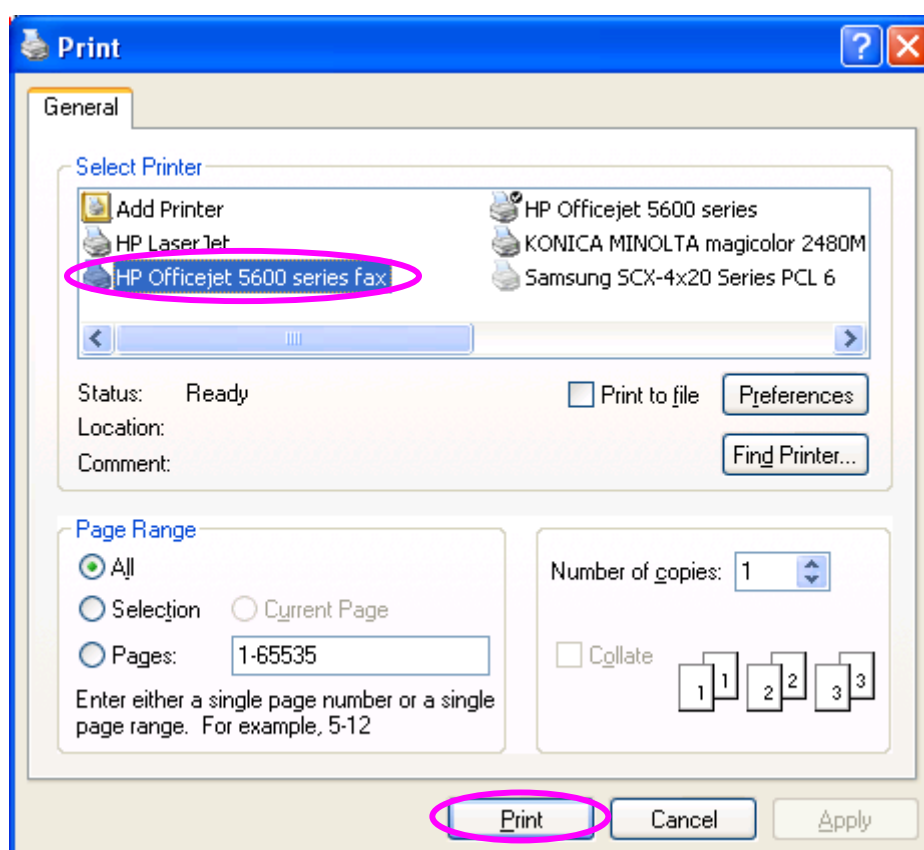 Print
General
Select Printer
Add Printer
HP LaserJet
HP Officejet 5600 series fax
HP Officejet 5600 series
KONICA MINOLTA magicolor 2480M
Samsung SCX-4x20 Series PCL 6
Status: Ready
Location:
Comment:
Print to file
Preferences
Find Printer...
Page Range
All
Selection
Current Page
Pages: 1-65535
Enter either a single page number or a single
page range. For example, 5-12
Number of copies: 1
Collate
1 1 2 2 3 3
Print Cancel Apply